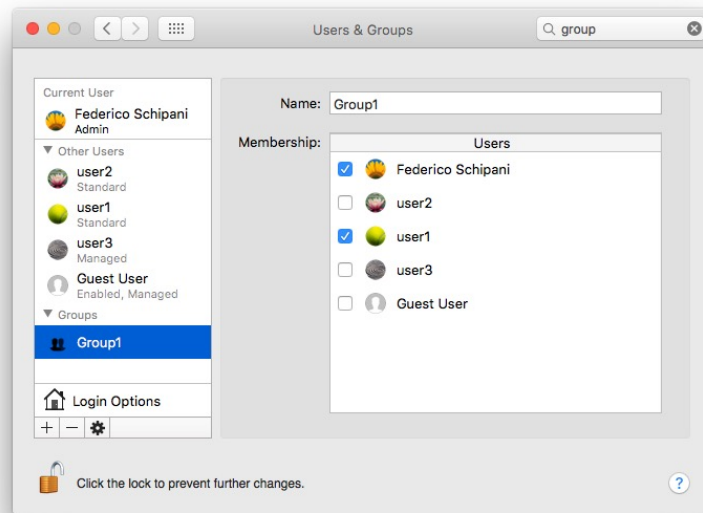 Users & Groups
group
Current User
Federico Schipani
Admin
Other Users
user2
Standard
user1
Standard
user3
Managed
Guest User
Enabled, Managed
Groups
Group1
Login Options
Name: Group1
Membership:
Users
Federico Schipani
user2
user1
user3
Guest User
Click the lock to prevent further changes.
?